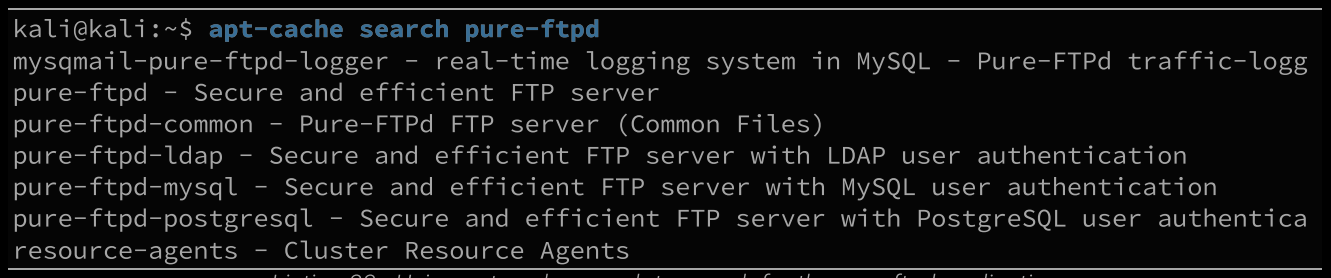 kali@kali:~$ apt-cache search pure-ftpd
mysqmail-pure-ftpd-logger - real-time logging system in MySQL - Pure-FTPd traffic-logg
pure-ftpd - Secure and efficient FTP server
pure-ftpd-common - Pure-FTPd FTP server (Common Files)
pure-ftpd-ldap - Secure and efficient FTP server with LDAP user authentication
pure-ftpd-mysql - Secure and efficient FTP server with MySQL user authentication
pure-ftpd-postgresql - Secure and efficient FTP server with PostgreSQL user authentica
resource-agents - Cluster Resource Agents